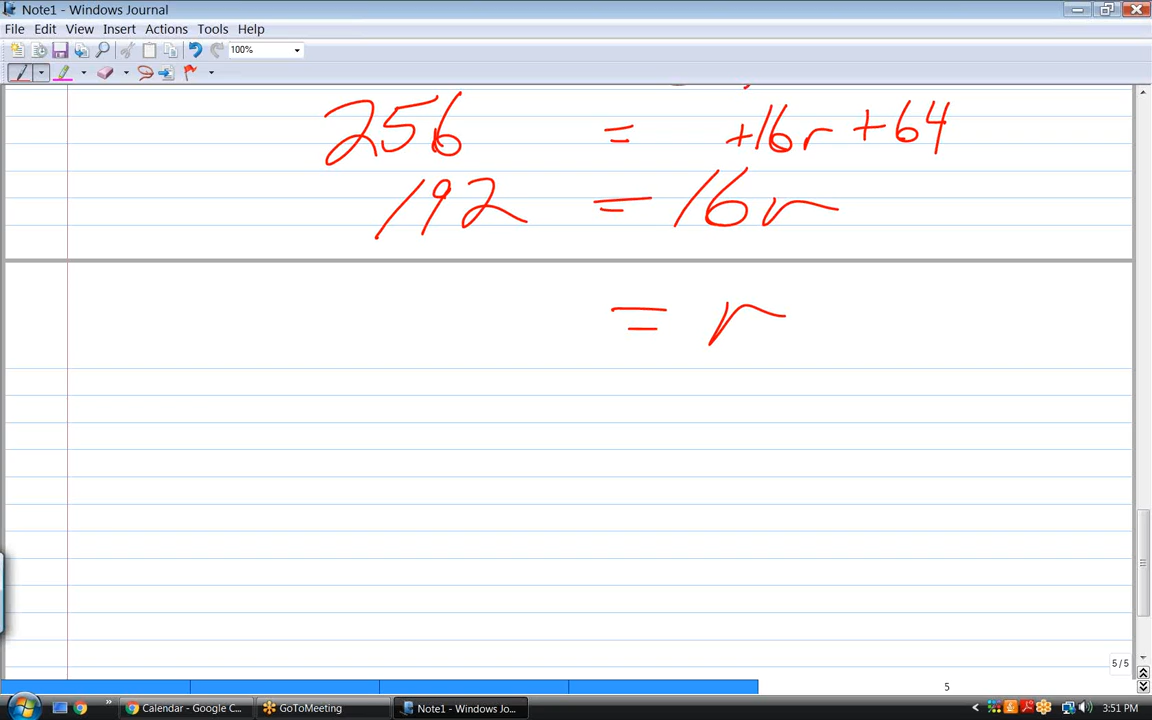 Note1 - Windows Journal
File Edit View Insert Actions Tools Help
100%
256 = +16r +64
192 = 16r
= r
5/5
5
Calendar - Google C...
GoToMeeting
Note1 - Windows Jo...
3:51 PM